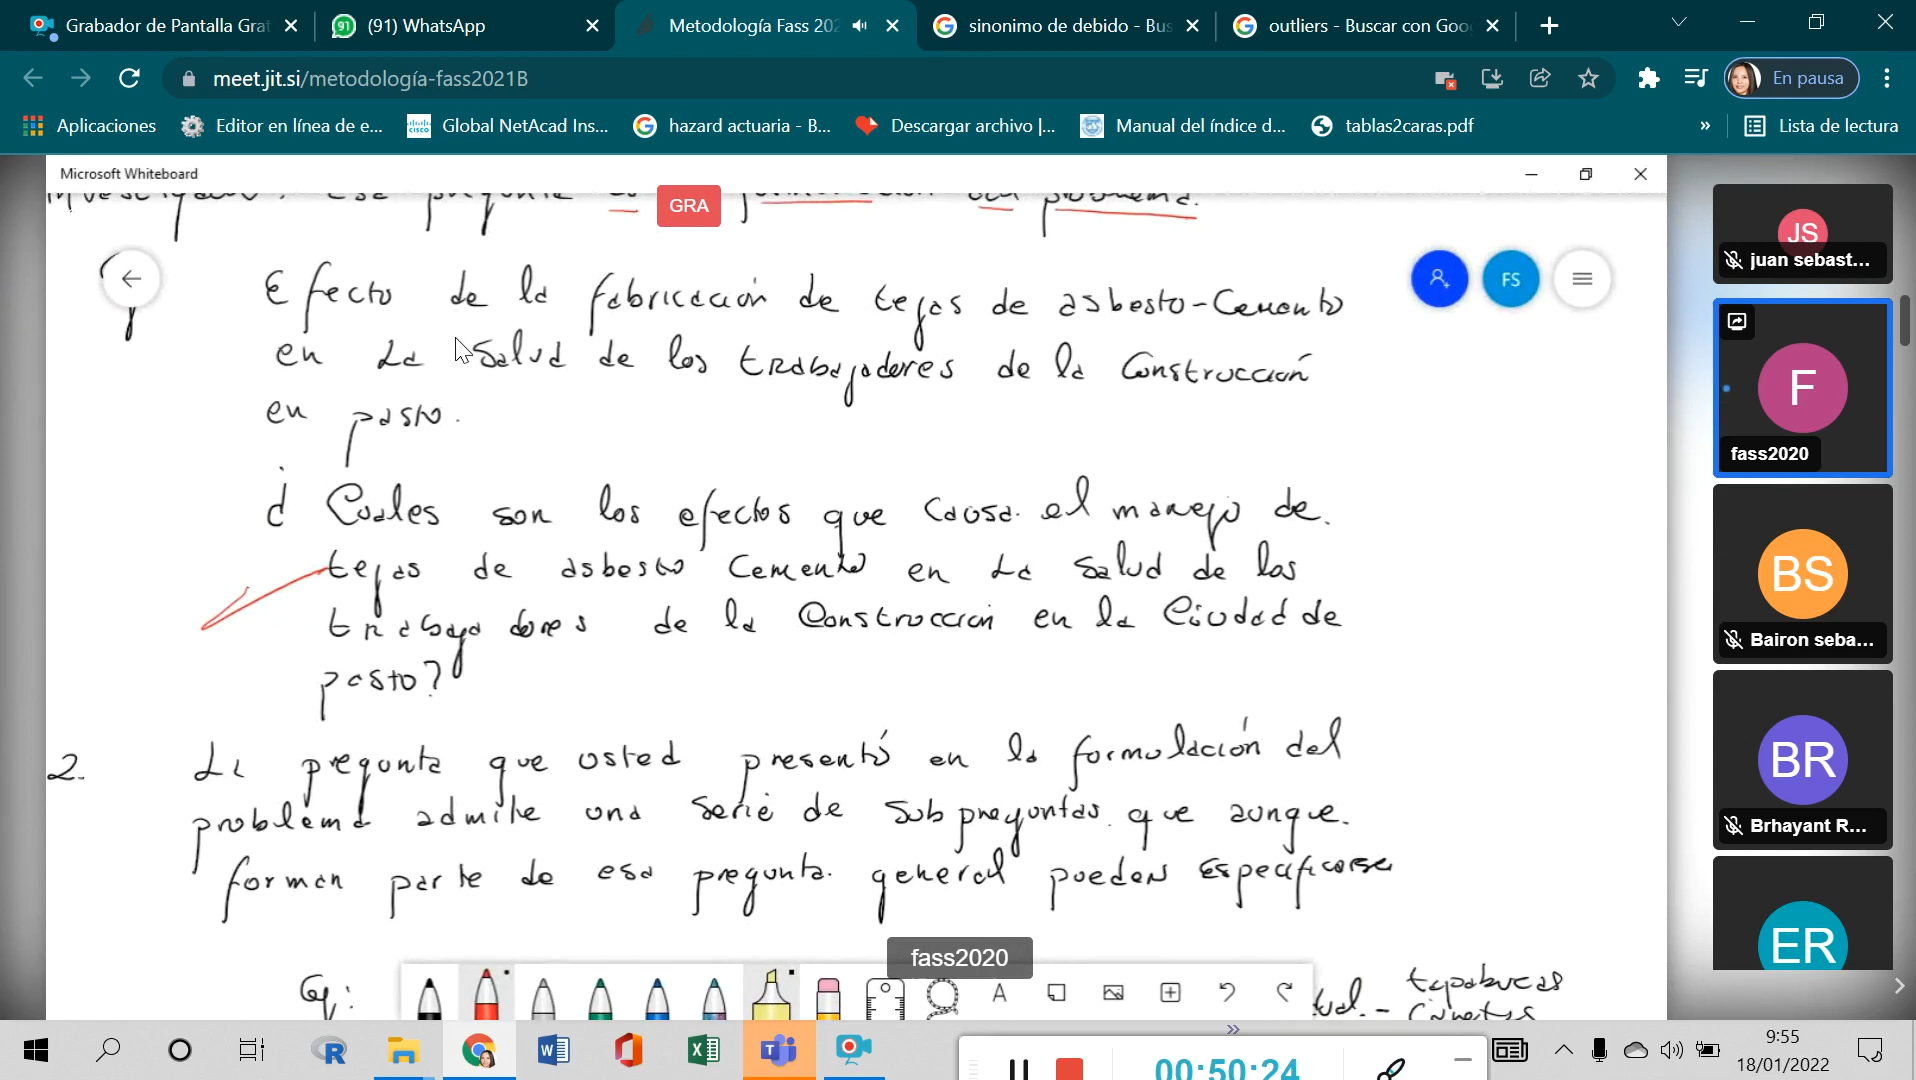 Grabador de Pantalla Grat
(91) WhatsApp
Metodología Fass 202
sinonimo de debido - Bus
outliers - Buscar con Goog
meet.jit.si/metodología-fass2021B
En pausa
Aplicaciones
Editor en línea de e...
Global NetAcad Ins...
hazard actuaria - B...
Descargar archivo |...
Manual del índice d...
tablas2caras.pdf
»
Lista de lectura
Microsoft Whiteboard
GRA
problema.
Efecto de la fabricación de tejas de asbesto-Cemento
en la Salud de los trabajadores de la Construcción
en pasto.
¿ Cuales son los efectos que causa el manejo de
tejas de asbesto Cemento en la Salud de los
trabajadores de la Construcción en la Ciudad de
pasto?
2. La pregunta que usted presentó en la formulación del
problema admite una serie de subpreguntas que aunque
forman parte de esa pregunta general pueden especificarse
Ej:
tapabocas
FS
JS
juan sebast...
F
fass2020
BS
Bairon seba...
BR
Brhayant R...
ER
fass2020
00:50:24
9:55
18/01/2022